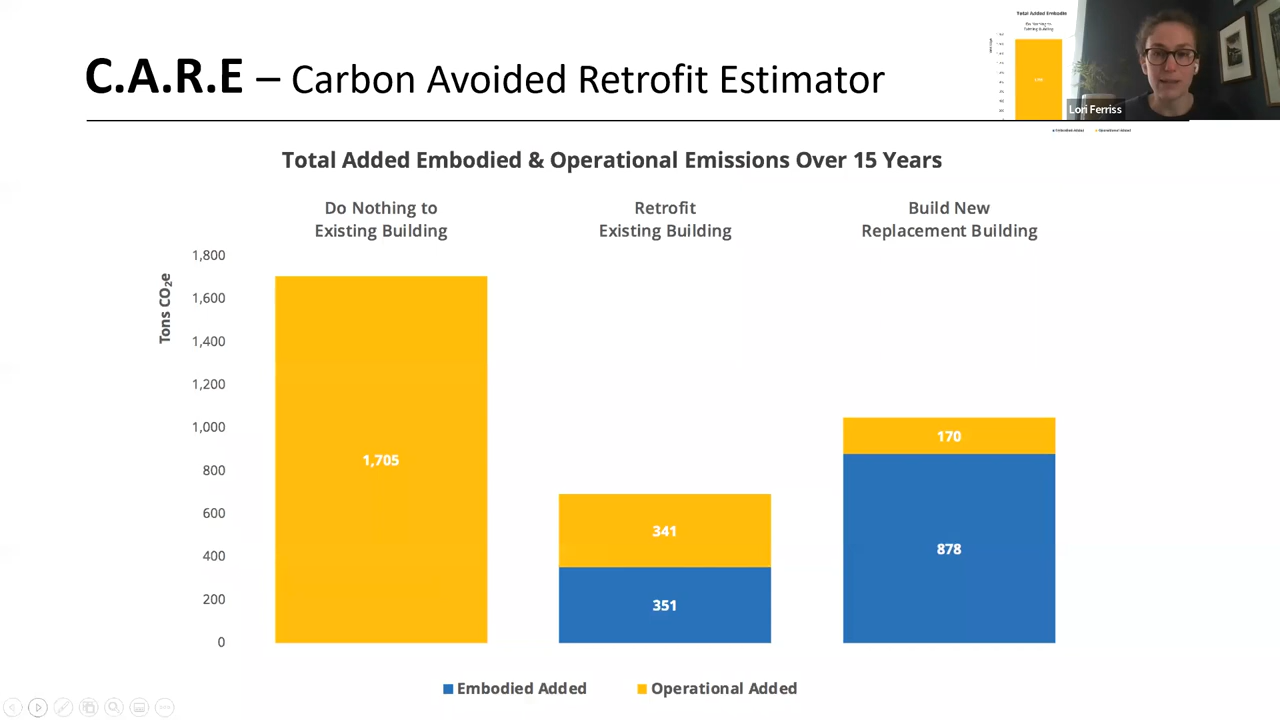 C.A.R.E – Carbon Avoided Retrofit Estimator
Total Added Embodie
Lori Ferriss
Total Added Embodied & Operational Emissions Over 15 Years
Do Nothing to
Existing Building
Retrofit
Existing Building
Build New
Replacement Building
Tons CO₂e
1,800
1,600
1,400
1,200
1,000
800
600
400
200
0
1,705
341
351
170
878
Embodied Added
Operational Added